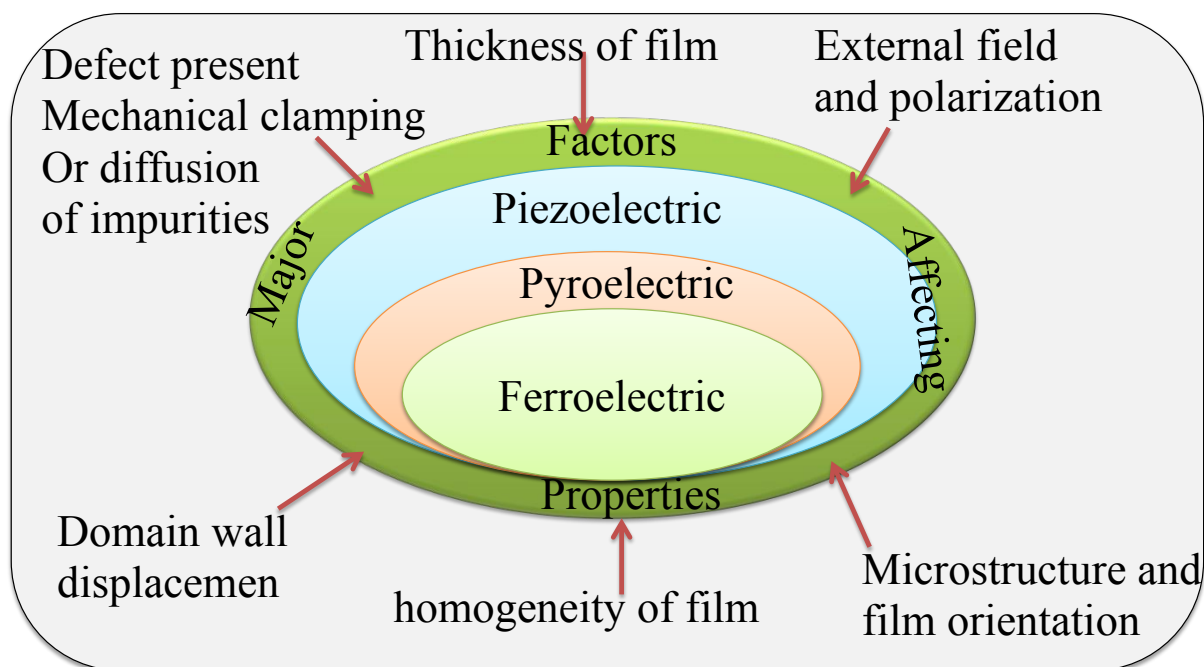 Defect present
Mechanical clamping
Or diffusion
of impurities
Thickness of film
External field
and polarization
Major
Factors
Affecting
Properties
Piezoelectric
Pyroelectric
Ferroelectric
Domain wall
displacemen
homogeneity of film
Microstructure and
film orientation